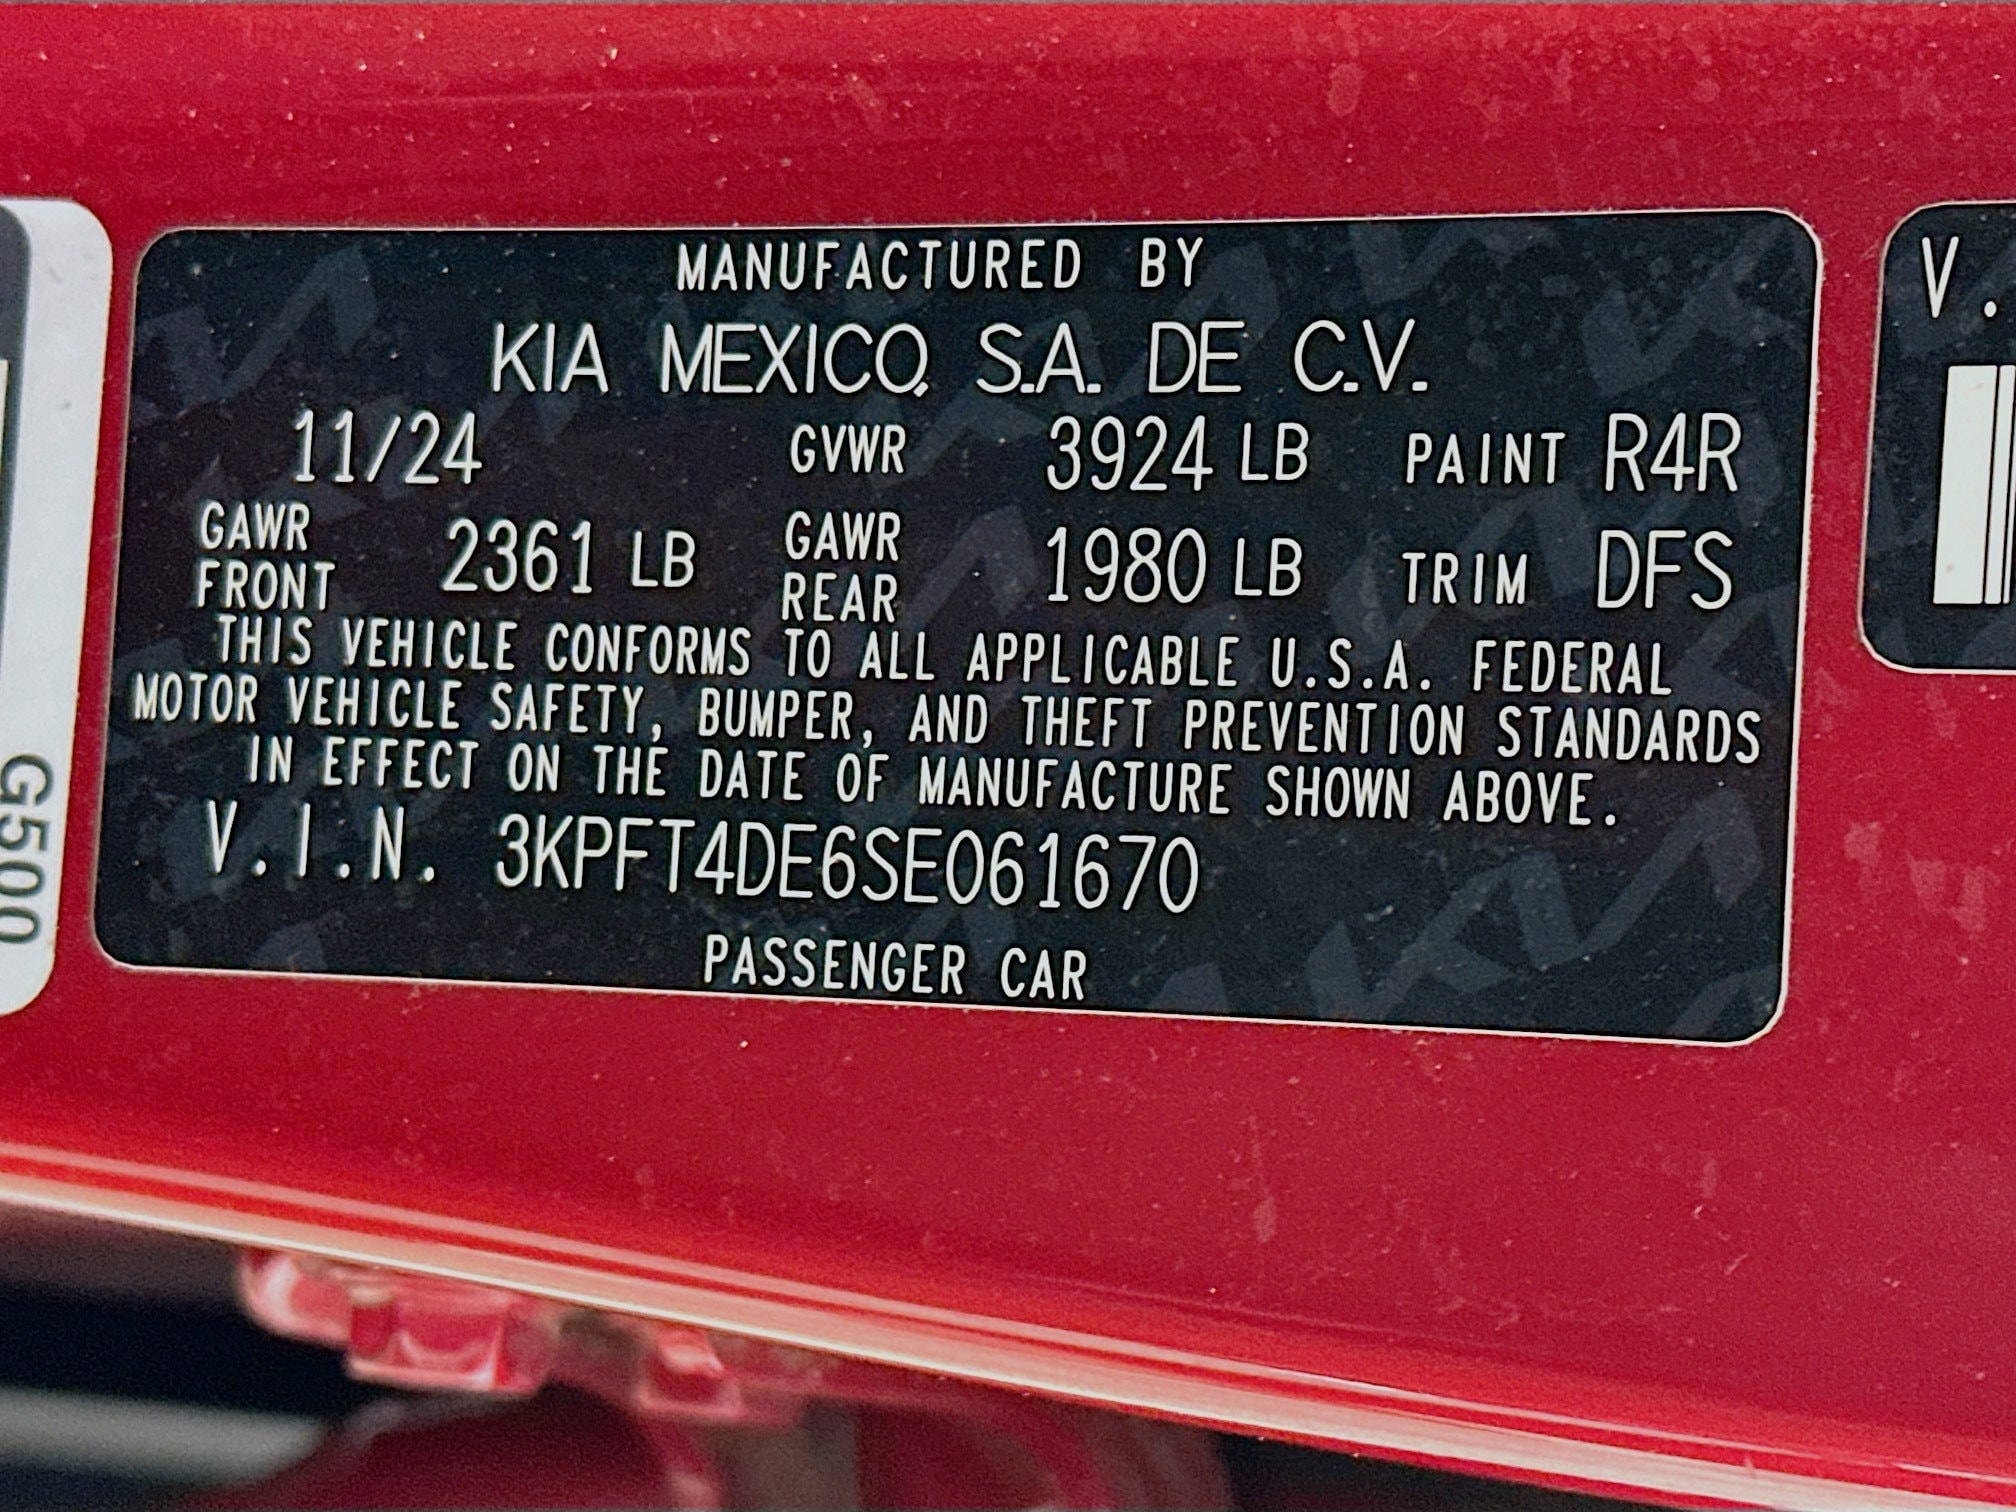 MANUFACTURED BY
KIA MEXICO, S.A. DE C.V.
11/24 GVWR 3924 LB PAINT R4R
GAWR FRONT 2361 LB GAWR REAR 1980 LB TRIM DFS
THIS VEHICLE CONFORMS TO ALL APPLICABLE U.S.A. FEDERAL
MOTOR VEHICLE SAFETY, BUMPER, AND THEFT PREVENTION STANDARDS
IN EFFECT ON THE DATE OF MANUFACTURE SHOWN ABOVE.
V.I.N. 3KPFT4DE6SE061670
PASSENGER CAR
G500
V.